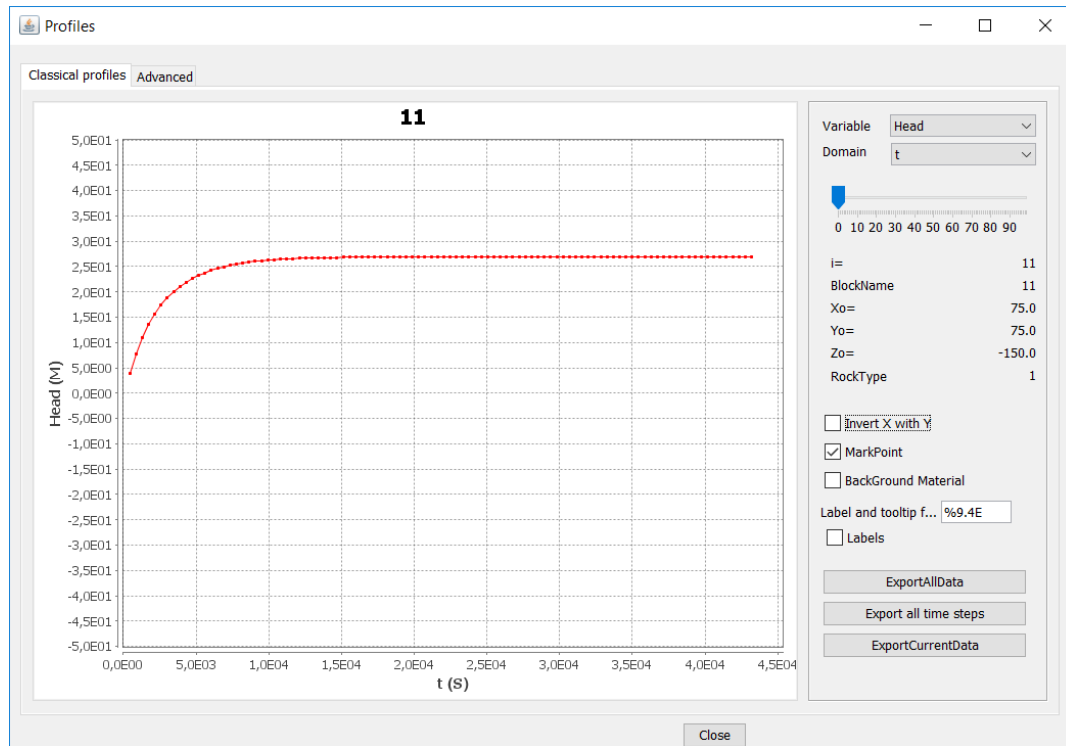 Profiles
Classical profiles Advanced
11
5,0E01
4,5E01
4,0E01
3,5E01
3,0E01
2,5E01
2,0E01
1,5E01
1,0E01
5,0E00
0,0E00
-5,0E00
-1,0E01
-1,5E01
-2,0E01
-2,5E01
-3,0E01
-3,5E01
-4,0E01
-4,5E01
-5,0E01
Head (M)
0,0E00 5,0E03 1,0E04 1,5E04 2,0E04 2,5E04 3,0E04 3,5E04 4,0E04 4,5E04
t (S)
Variable Head
Domain t
0 10 20 30 40 50 60 70 80 90
i= 11
BlockName 11
Xo= 75.0
Yo= 75.0
Zo= -150.0
RockType 1
Invert X with Y
MarkPoint
BackGround Material
Label and tooltip f... %9.4E
Labels
ExportAllData
Export all time steps
ExportCurrentData
Close